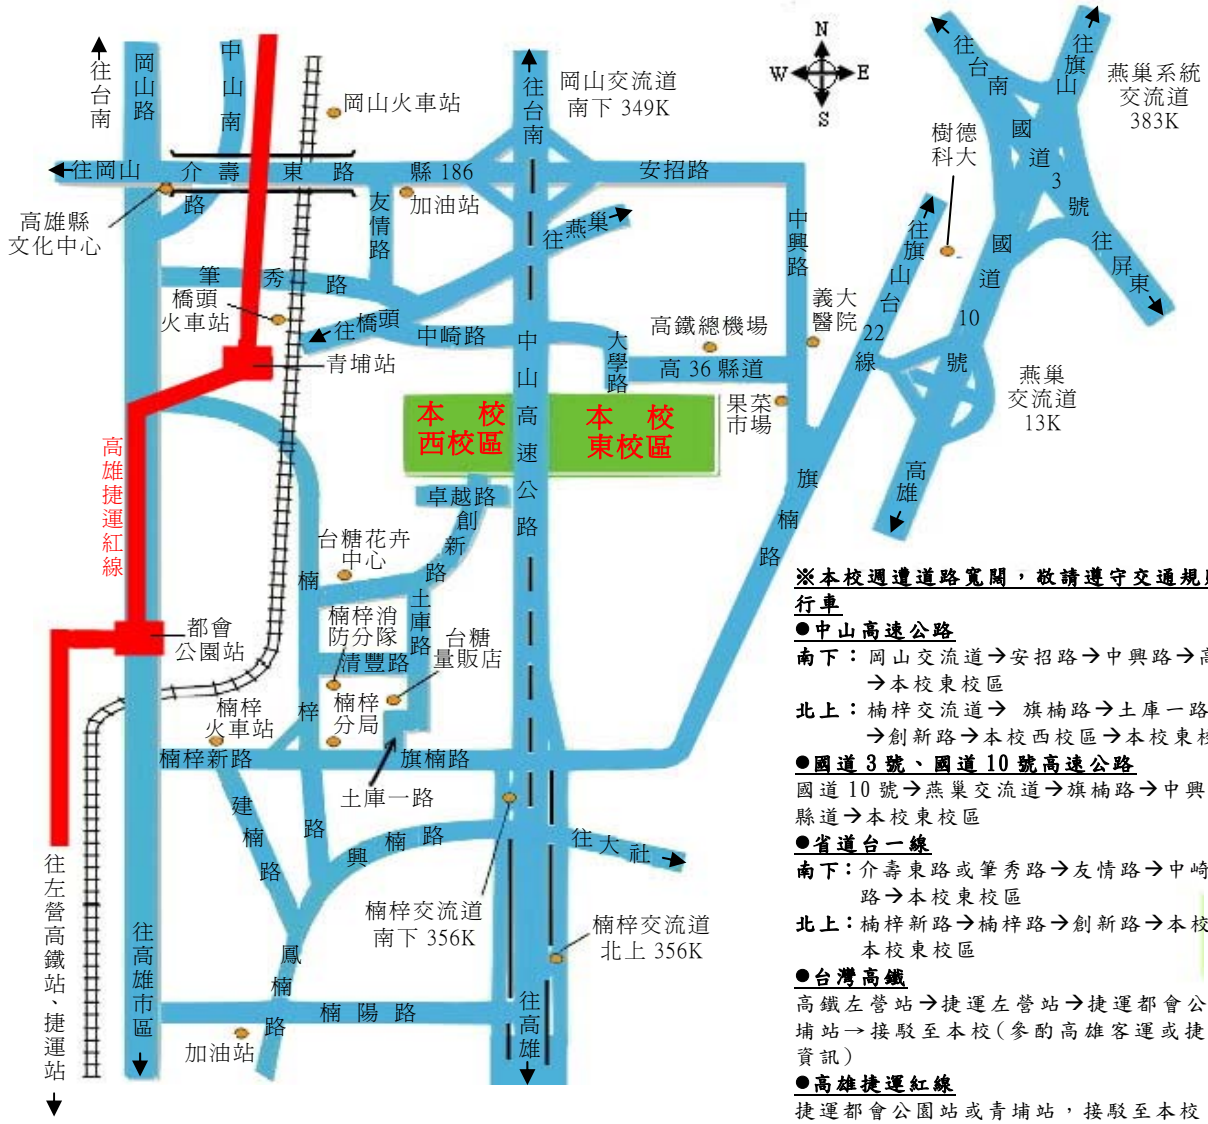 N
W E
S
往台南
岡山路
中山南路
岡山火車站
往台南
岡山交流道
南下 349K
往台南
往旗山
燕巢系統
交流道
383K
樹德
科大
國道3號
往屏東
往岡山
介壽東路
縣 186
安招路
加油站
友情路
高雄縣
文化中心
往燕巢
中興路
往旗山
台22線
國道10號
筆秀路
橋頭
火車站
往橋頭
中崎路
青埔站
大學路
高鐵總機場
義大
醫院
高 36 縣道
果菜
市場
燕巢
交流道
13K
高雄
中山高速公路
本 校
西校區
本 校
東校區
高雄捷運紅線
卓越路
創新路
台糖花卉
中心
旗楠路
土庫路
楠梓消
防分隊
台糖
量販店
清豐路
都會
公園站
楠梓路
楠梓
分局
楠梓
火車站
楠梓新路
旗楠路
土庫一路
建楠路
興楠路
往大社
往左營高鐵站、捷運站
往高雄市區
鳳楠路
楠梓交流道
南下 356K
楠梓交流道
北上 356K
楠陽路
加油站
往高雄
※本校週遭道路寬闊，敬請遵守交通規
行車
●中山高速公路
南下：岡山交流道→安招路→中興路→高
→本校東校區
北上：楠梓交流道→ 旗楠路→土庫一路
→創新路→本校西校區→本校東校
●國道 3 號、國道 10 號高速公路
國道 10 號→燕巢交流道→旗楠路→中興
縣道→本校東校區
●省道台一線
南下：介壽東路或筆秀路→友情路→中崎
路→本校東校區
北上：楠梓新路→楠梓路→創新路→本校
本校東校區
●台灣高鐵
高鐵左營站→捷運左營站→捷運都會公
埔站→接駁至本校(參酌高雄客運或捷
資訊)
●高雄捷運紅線
捷運都會公園站或青埔站，接駁至本校